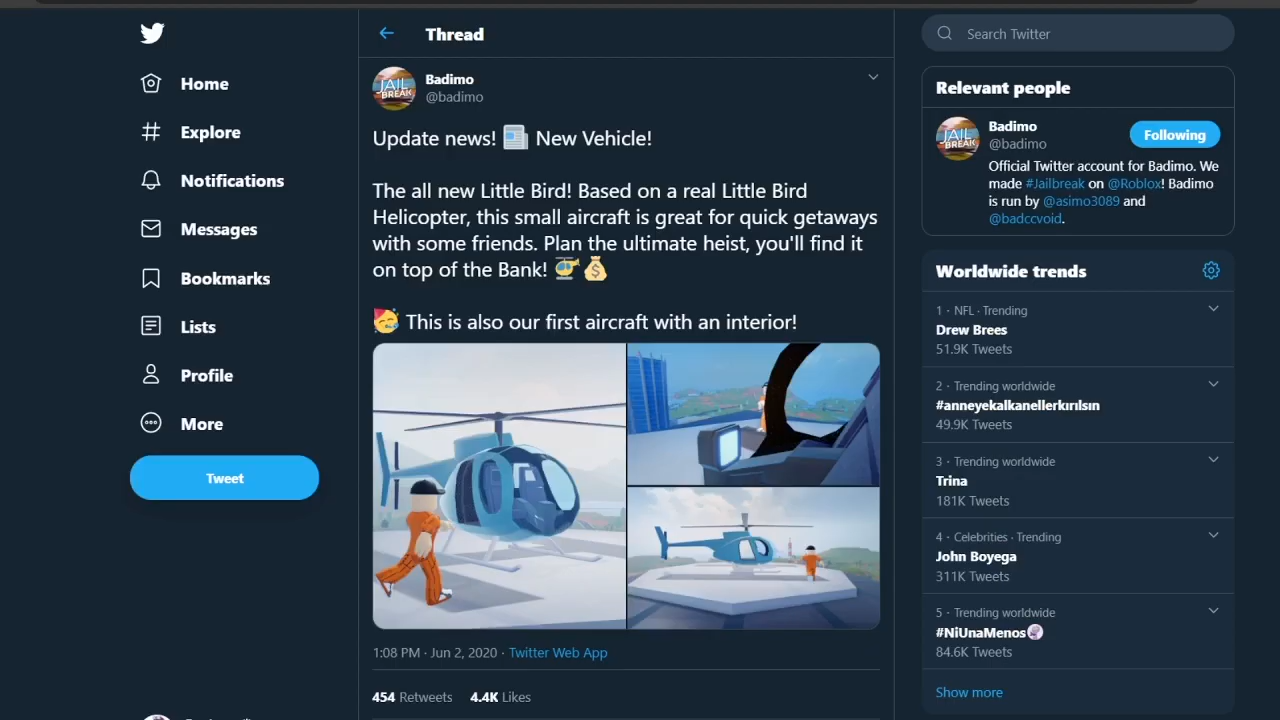 Home
Explore
Notifications
Messages
Bookmarks
Lists
Profile
More
Tweet
Thread
JAIL
BREAK
Badimo
@badimo
Update news! 📰 New Vehicle!
The all new Little Bird! Based on a real Little Bird
Helicopter, this small aircraft is great for quick getaways
with some friends. Plan the ultimate heist, you'll find it
on top of the Bank! 🚁💰
🥳 This is also our first aircraft with an interior!
1:08 PM · Jun 2, 2020 · Twitter Web App
454 Retweets 4.4K Likes
Search Twitter
Relevant people
JAIL
BREAK
Badimo
@badimo
Following
Official Twitter account for Badimo. We
made #Jailbreak on @Roblox! Badimo
is run by @asimo3089 and
@badccvoid.
Worldwide trends
1 · NFL · Trending
Drew Brees
51.9K Tweets
2 · Trending worldwide
#anneyekalkanellerkırılsın
49.9K Tweets
3 · Trending worldwide
Trina
181K Tweets
4 · Celebrities · Trending
John Boyega
311K Tweets
5 · Trending worldwide
#NiUnaMenos
84.6K Tweets
Show more